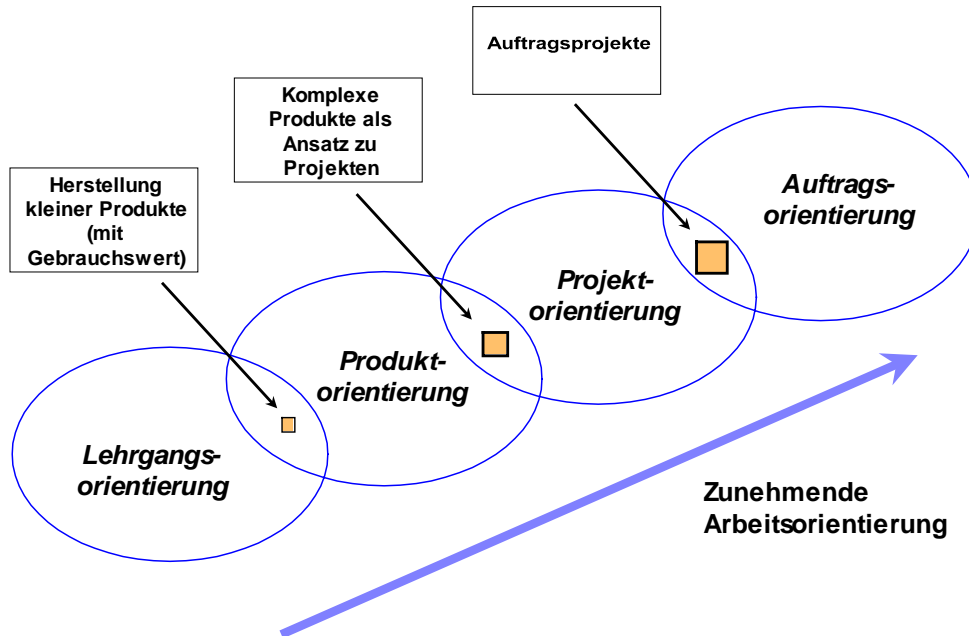 Auftragsprojekte
Komplexe
Produkte als
Ansatz zu
Projekten
Herstellung
kleiner Produkte
(mit
Gebrauchswert)
Auftrags-
orientierung
Projekt-
orientierung
Produkt-
orientierung
Lehrgangs-
orientierung
Zunehmende
Arbeitsorientierung